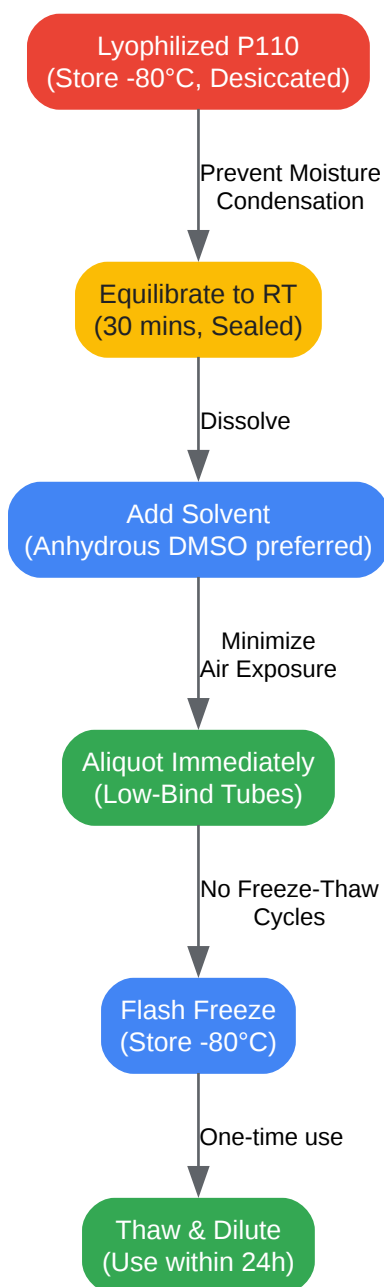 Lyophilized P110
(Store -80°C, Desiccated)
Prevent Moisture
Condensation
Equilibrate to RT
(30 mins, Sealed)
Dissolve
Add Solvent
(Anhydrous DMSO preferred)
Minimize
Air Exposure
Aliquot Immediately
(Low-Bind Tubes)
No Freeze-Thaw
Cycles
Flash Freeze
(Store -80°C)
One-time use
Thaw & Dilute
(Use within 24h)